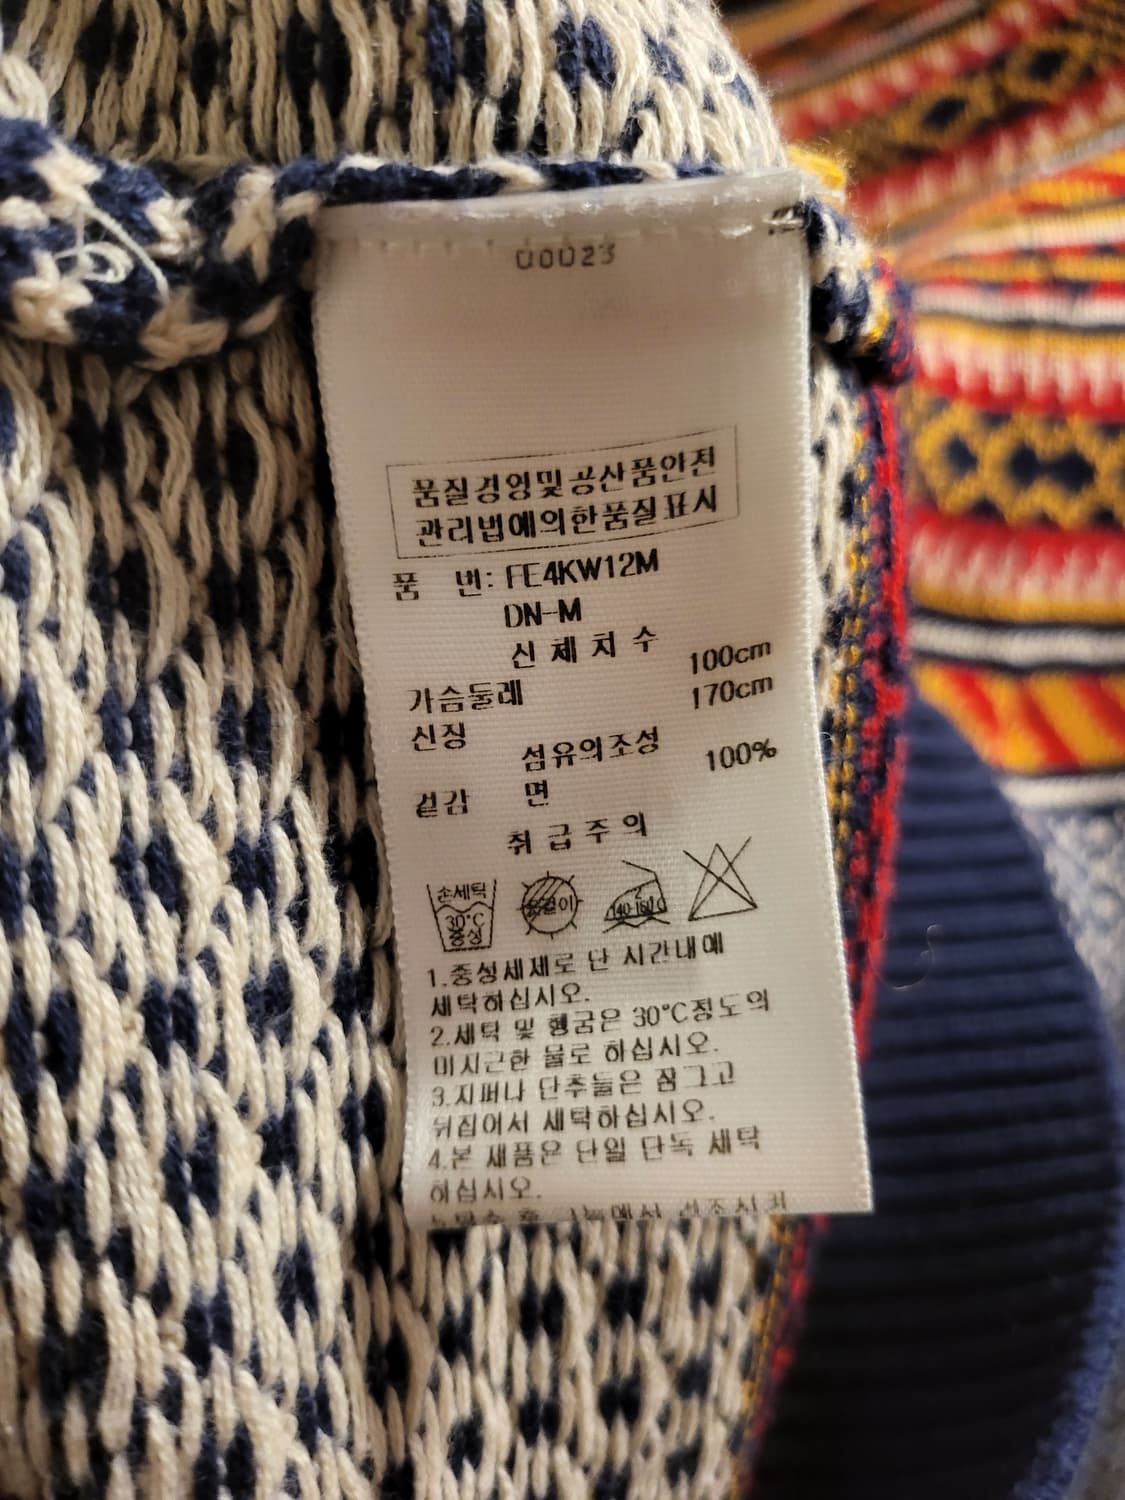 00023
품질경영및공산품안전
관리법에의한품질표시
품 번: FE4KW12M
DN-M
신 체 치 수
가슴둘레 100cm
신장 170cm
섬유의조성
겉감 면 100%
취 급 주 의
손세탁
30℃
중성
140-160℃
1.중성세제로 단 시간내에
세탁하십시오.
2.세탁 및 헹굼은 30℃정도의
미지근한 물로 하십시오.
3.지퍼나 단추들은 잠그고
뒤집어서 세탁하십시오.
4.본 제품은 단일 단독 세탁
하십시오.